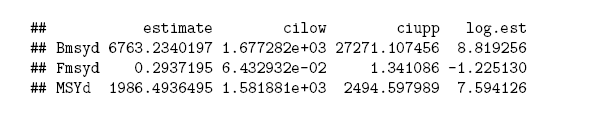 ##          estimate        cilow        ciupp   log.est
## Bmsyd 6763.2340197 1.677282e+03 27271.107456  8.819256
## Fmsyd    0.2937195 6.432932e-02     1.341086 -1.225130
## MSYd  1986.4936495 1.581881e+03  2494.597989  7.594126